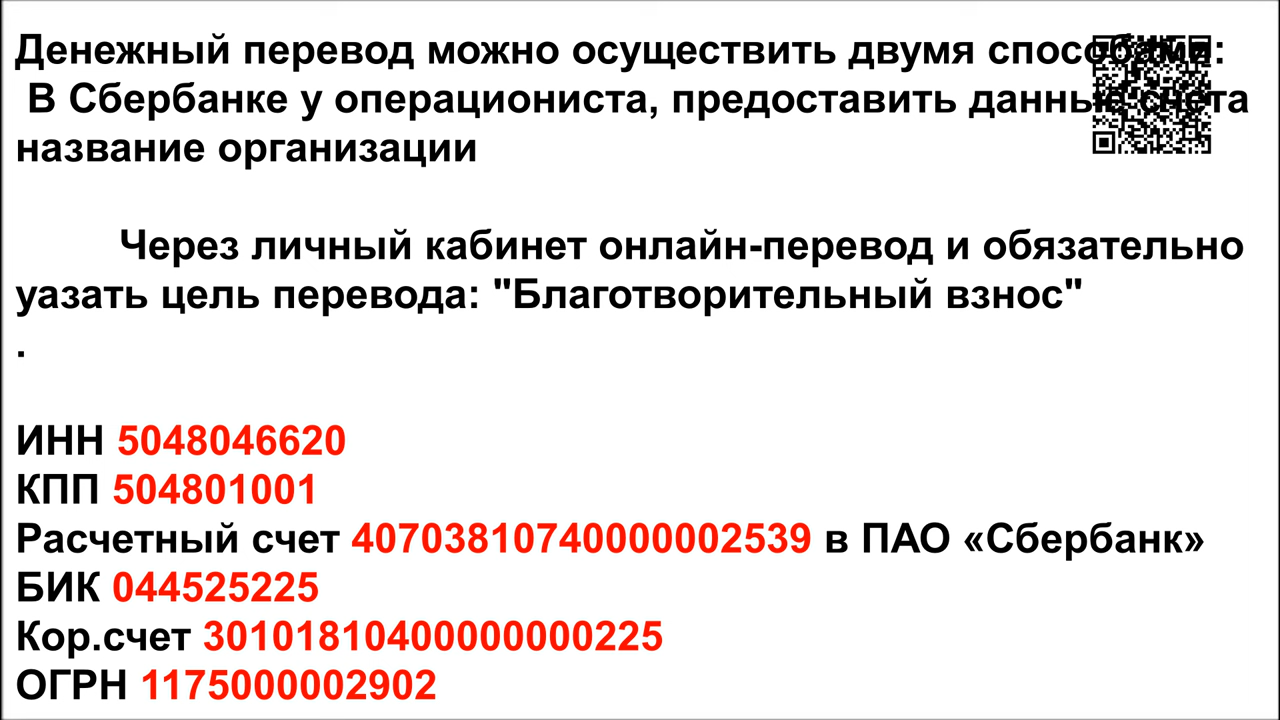 Денежный перевод можно осуществить двумя способами:
В Сбербанке у операциониста, предоставить данные счета
название организации
Через личный кабинет онлайн-перевод и обязательно
уазать цель перевода: "Благотворительный взнос"
.
ИНН 5048046620
КПП 504801001
Расчетный счет 40703810740000002539 в ПАО «Сбербанк»
БИК 044525225
Кор.счет 30101810400000000225
ОГРН 1175000002902